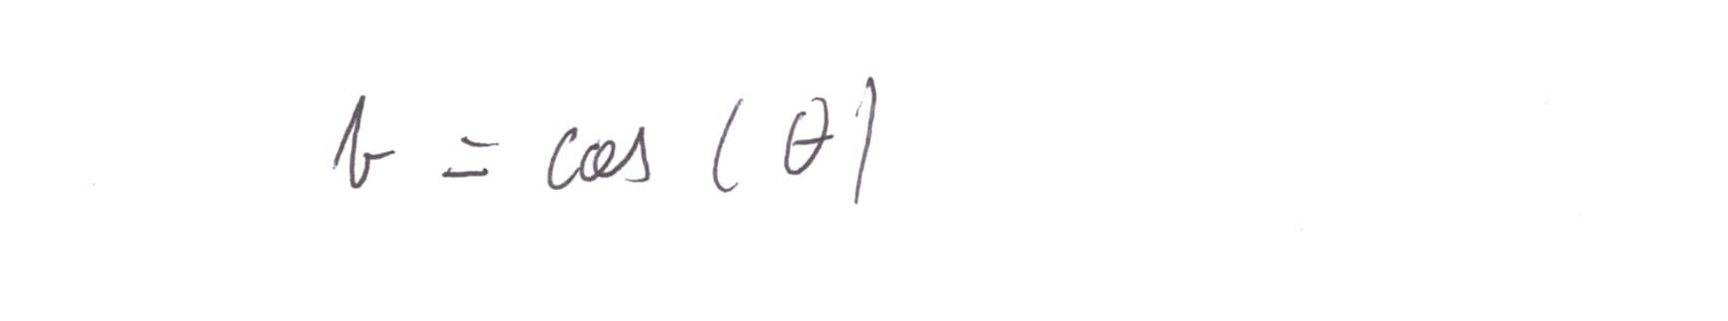 b = cos (θ)